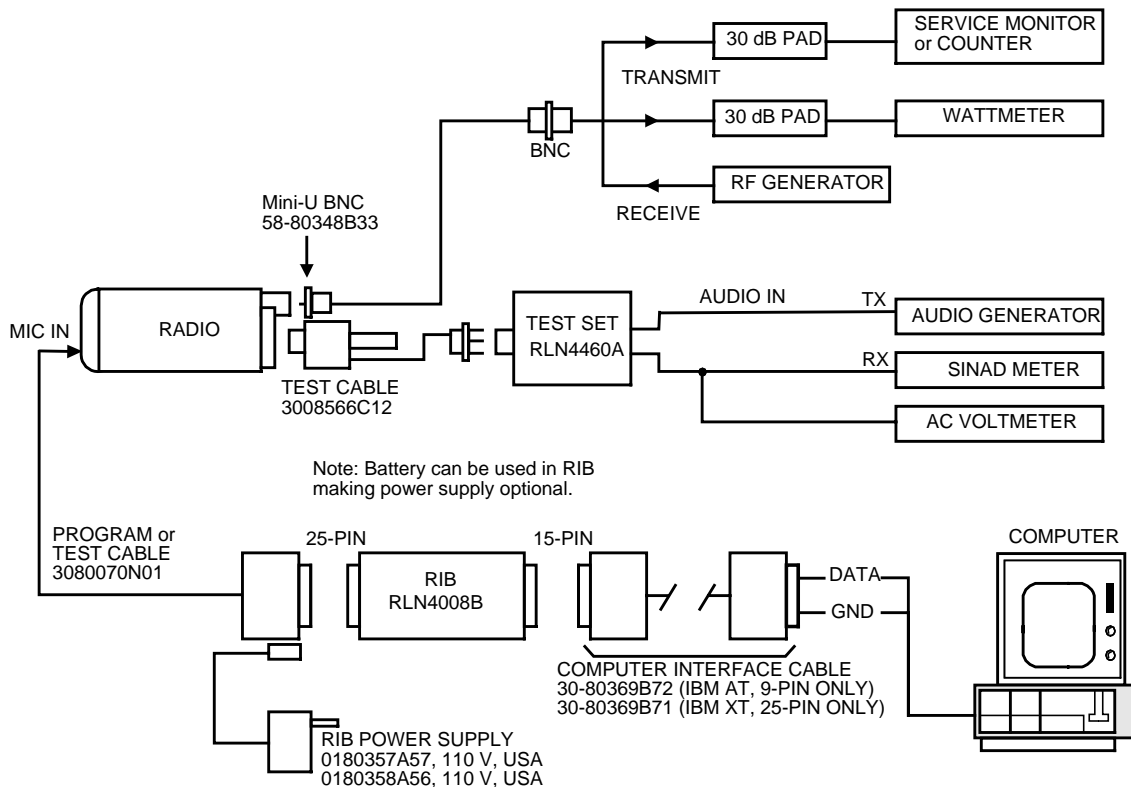 30 dB PAD
SERVICE MONITOR
or COUNTER
TRANSMIT
30 dB PAD
WATTMETER
BNC
RF GENERATOR
RECEIVE
Mini-U BNC
58-80348B33
MIC IN
RADIO
TEST CABLE
3008566C12
TEST SET
RLN4460A
AUDIO IN
TX
AUDIO GENERATOR
RX
SINAD METER
AC VOLTMETER
Note: Battery can be used in RIB
making power supply optional.
PROGRAM or
TEST CABLE
3080070N01
25-PIN
RIB
RLN4008B
15-PIN
DATA
GND
COMPUTER
COMPUTER INTERFACE CABLE
30-80369B72 (IBM AT, 9-PIN ONLY)
30-80369B71 (IBM XT, 25-PIN ONLY)
RIB POWER SUPPLY
0180357A57, 110 V, USA
0180358A56, 110 V, USA